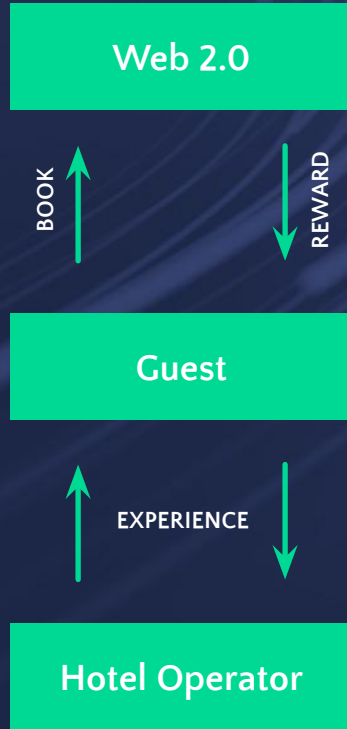 Web 2.0
BOOK
REWARD
Guest
EXPERIENCE
Hotel Operator